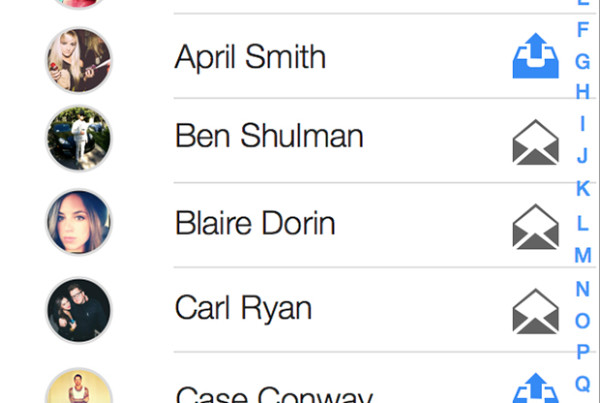 E
April Smith
F
G
H
Ben Shulman
I
J
K
Blaire Dorin
L
M
Carl Ryan
N
O
P
Case Conway
Q